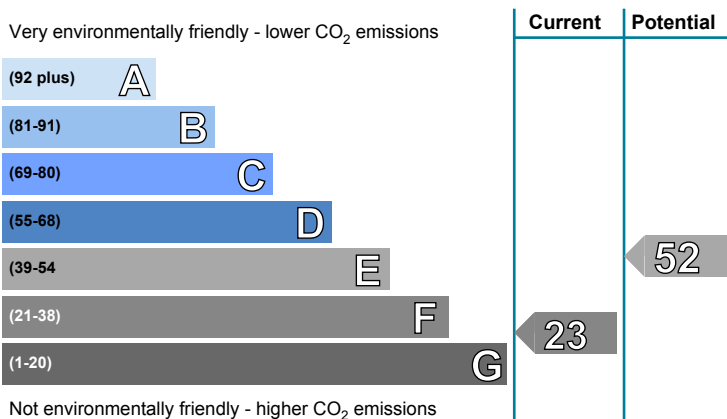 Current Potential
Very environmentally friendly - lower CO2 emissions
(92 plus) A
(81-91) B
(69-80) C
(55-68) D
(39-54 E
52
(21-38) F
23
(1-20) G
Not environmentally friendly - higher CO2 emissions